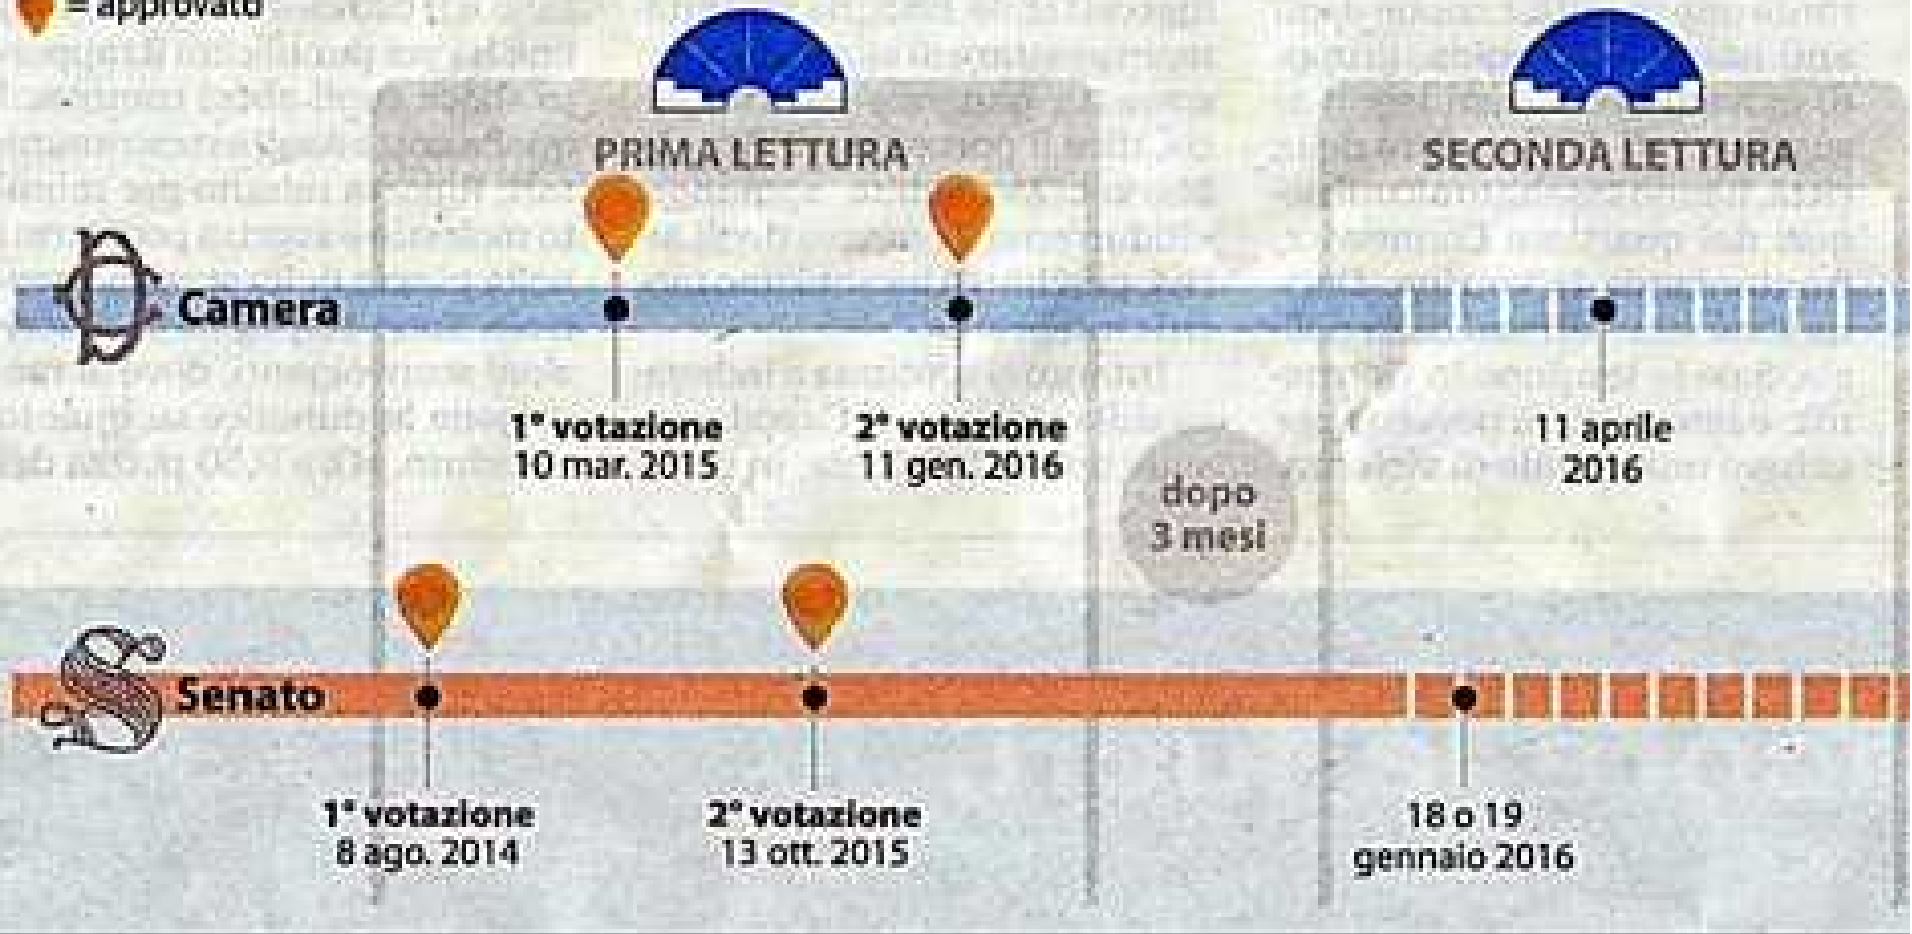 = approvato
PRIMA LETTURA
SECONDA LETTURA
Camera
1° votazione
10 mar. 2015
2° votazione
11 gen. 2016
11 aprile
2016
dopo
3 mesi
Senato
1° votazione
8 ago. 2014
2° votazione
13 ott. 2015
18 o 19
gennaio 2016